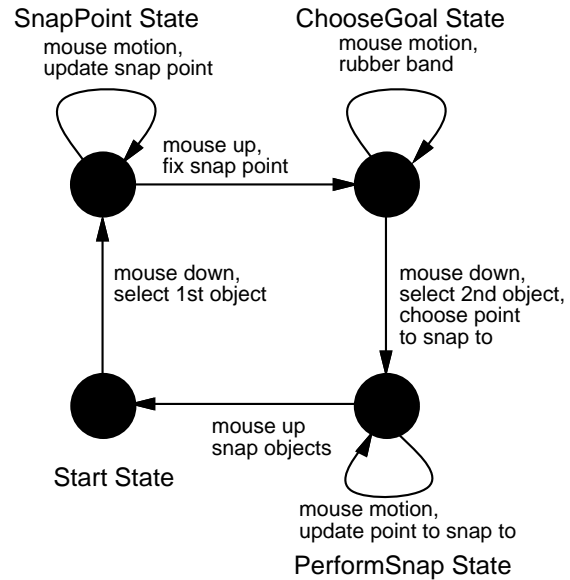 SnapPoint State
mouse motion,
update snap point
ChooseGoal State
mouse motion,
rubber band
mouse up,
fix snap point
mouse down,
select 1st object
mouse down,
select 2nd object,
choose point
to snap to
mouse up
snap objects
Start State
mouse motion,
update point to snap to
PerformSnap State